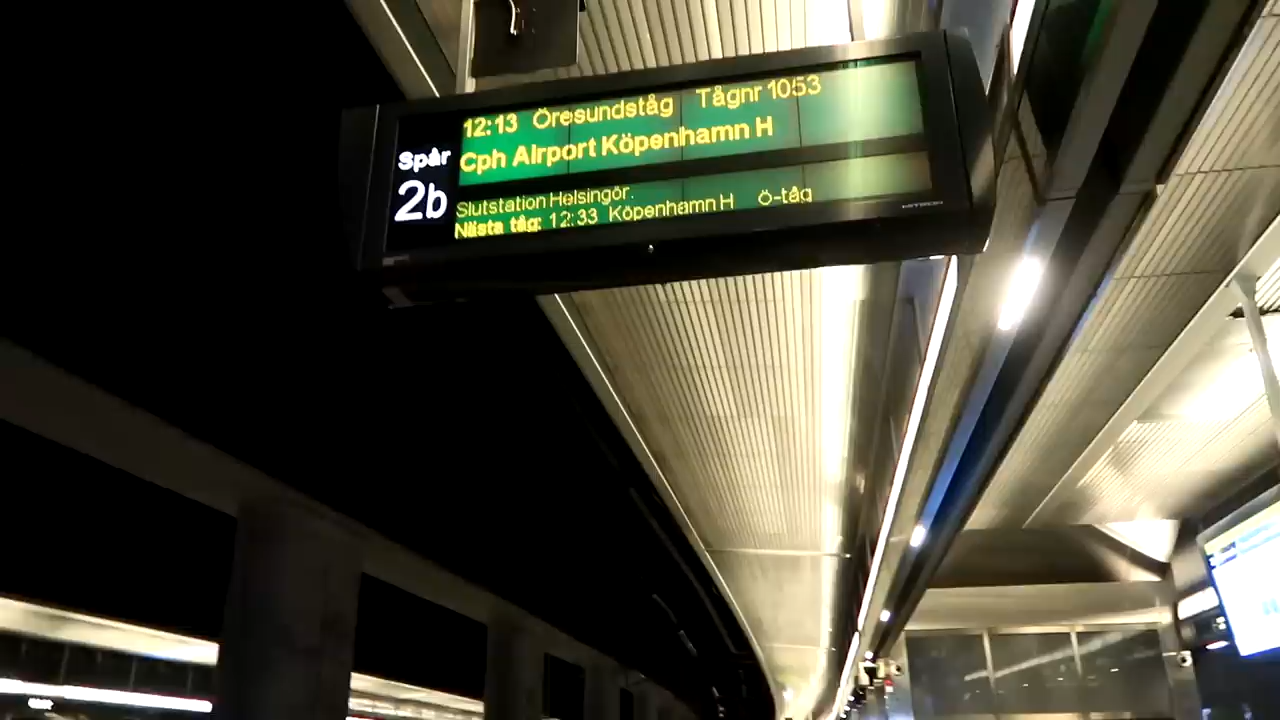 12:13 Öresundståg Tågnr 1053
Spår
Cph Airport Köpenhamn H
2b
Slutstation Helsingör.
Nästa tåg: 12:33 Köpenhamn H Ö-tåg